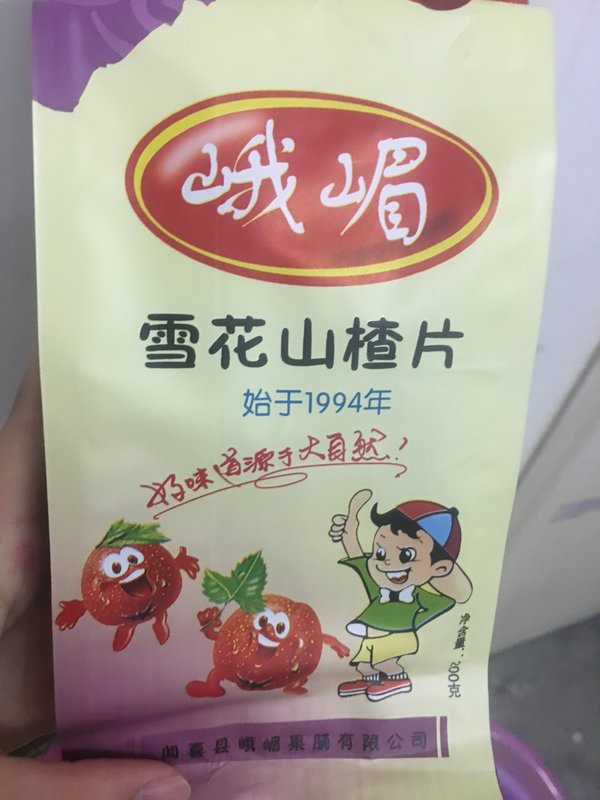 峨嵋
雪花山楂片
始于1994年
好味道源于大自然!
净含量:200克
闻喜县峨嵋果脯有限公司